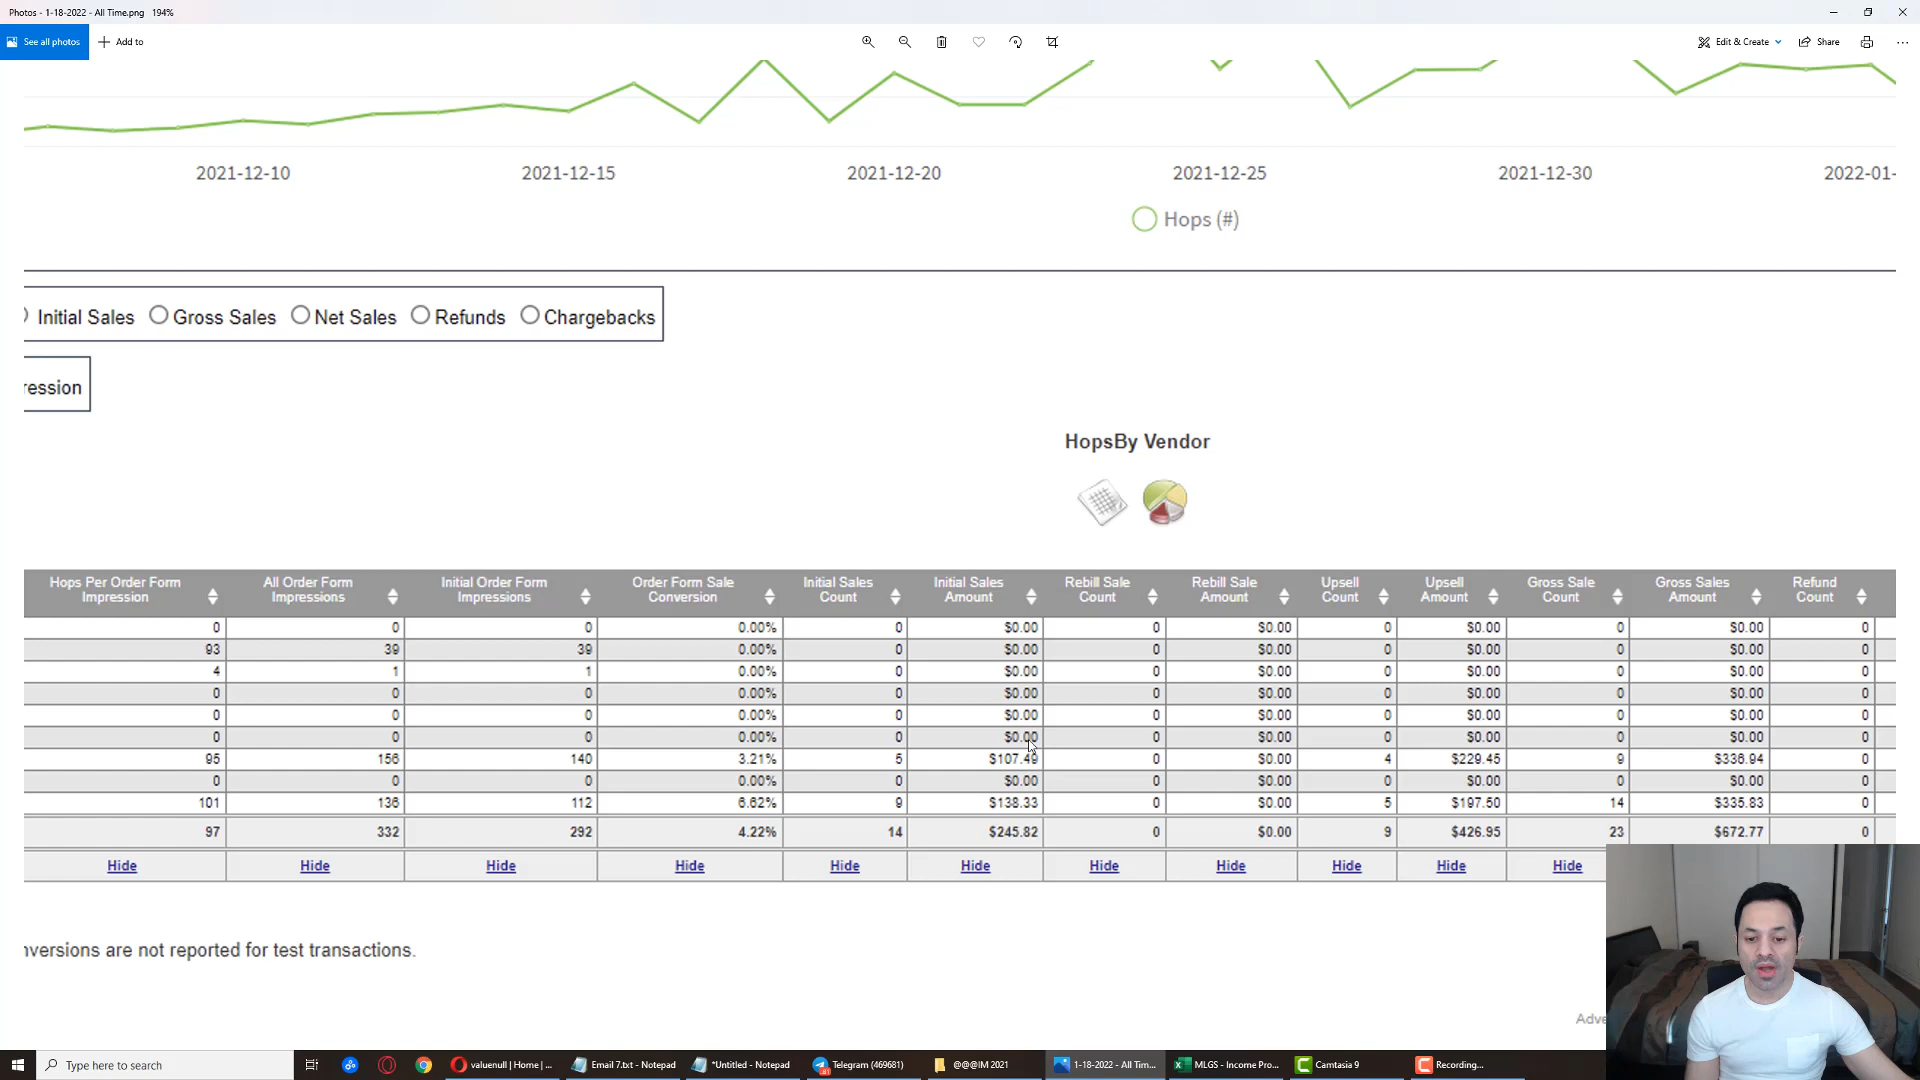 Photos - 1-18-2022 - All Time.png 194%
See all photos Add to Edit & Create Share
2021-12-10 2021-12-15 2021-12-20 2021-12-25 2021-12-30 2022-01-
Hops (#)
Initial Sales Gross Sales Net Sales Refunds Chargebacks
ression
HopsBy Vendor
Hops Per Order Form Impression All Order Form Impressions Initial Order Form Impressions Order Form Sale Conversion Initial Sales Count Initial Sales Amount Rebill Sale Count Rebill Sale Amount Upsell Count Upsell Amount Gross Sale Count Gross Sales Amount Refund Count
0 0 0 0.00% 0 $0.00 0 $0.00 0 $0.00 0 $0.00 0
93 39 39 0.00% 0 $0.00 0 $0.00 0 $0.00 0 $0.00 0
4 1 1 0.00% 0 $0.00 0 $0.00 0 $0.00 0 $0.00 0
0 0 0 0.00% 0 $0.00 0 $0.00 0 $0.00 0 $0.00 0
0 0 0 0.00% 0 $0.00 0 $0.00 0 $0.00 0 $0.00 0
0 0 0 0.00% 0 $0.00 0 $0.00 0 $0.00 0 $0.00 0
95 156 140 3.21% 5 $107.49 0 $0.00 4 $229.45 9 $336.94 0
0 0 0 0.00% 0 $0.00 0 $0.00 0 $0.00 0 $0.00 0
101 136 112 6.62% 9 $138.33 0 $0.00 5 $197.50 14 $335.83 0
97 332 292 4.22% 14 $245.82 0 $0.00 9 $426.95 23 $672.77 0
Hide Hide Hide Hide Hide Hide Hide Hide Hide Hide Hide
nversions are not reported for test transactions.
Adve
Type here to search valuenull | Home | ... Email 7.txt - Notepad *Untitled - Notepad Telegram (469681) @@@IM 2021 1-18-2022 - All Tim... MLGS - Income Pro... Camtasia 9 Recording...